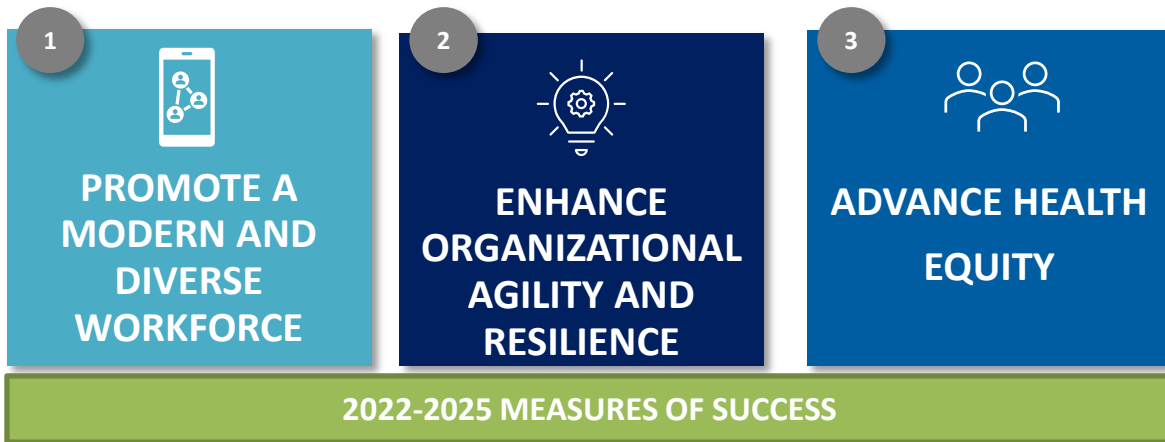 1
PROMOTE A
MODERN AND
DIVERSE
WORKFORCE
2
ENHANCE
ORGANIZATIONAL
AGILITY AND
RESILIENCE
3
ADVANCE HEALTH
EQUITY
2022-2025 MEASURES OF SUCCESS